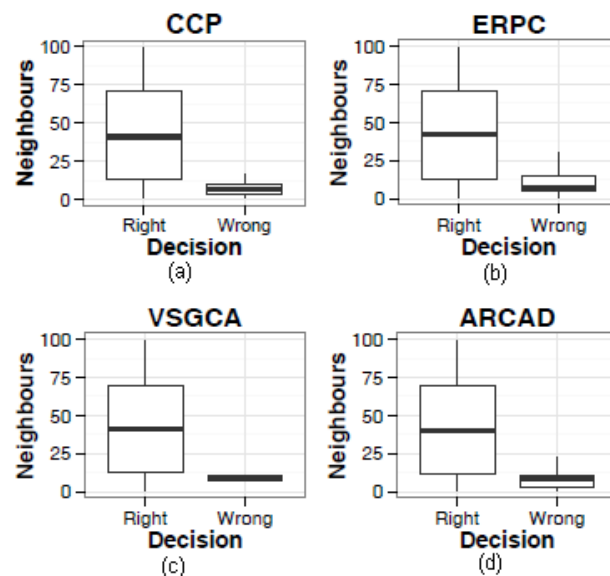 CCP
Neighbours
100
75
50
25
0
Right Wrong
Decision
(a)
ERPC
Neighbours
100
75
50
25
0
Right Wrong
Decision
(b)
VSGCA
Neighbours
100
75
50
25
0
Right Wrong
Decision
(c)
ARCAD
Neighbours
100
75
50
25
0
Right Wrong
Decision
(d)